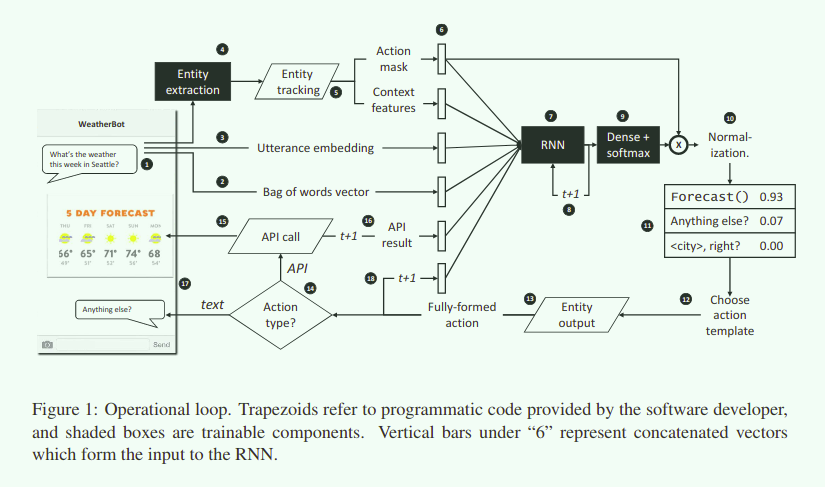 6
4
Action
mask
Entity
extraction
Entity
tracking
5
Context
features
7
9
10
WeatherBot
What's the weather
this week in Seattle?
1
3
Utterance embedding
RNN
Dense +
softmax
X
Normal-
ization.
2
Bag of words vector
t+1
8
Forecast() 0.93
Anything else? 0.07
<city>, right? 0.00
11
5 DAY FORECAST
THU FRI SAT SUN MON
66° 65° 71° 74° 68
49° 51° 52° 56° 54°
15
API call
t+1
16
API
result
API
18
t+1
17
text
14
Action
type?
Fully-formed
action
13
Entity
output
12
Choose
action
template
Anything else?
Send
Figure 1: Operational loop. Trapezoids refer to programmatic code provided by the software developer,
and shaded boxes are trainable components. Vertical bars under “6” represent concatenated vectors
which form the input to the RNN.